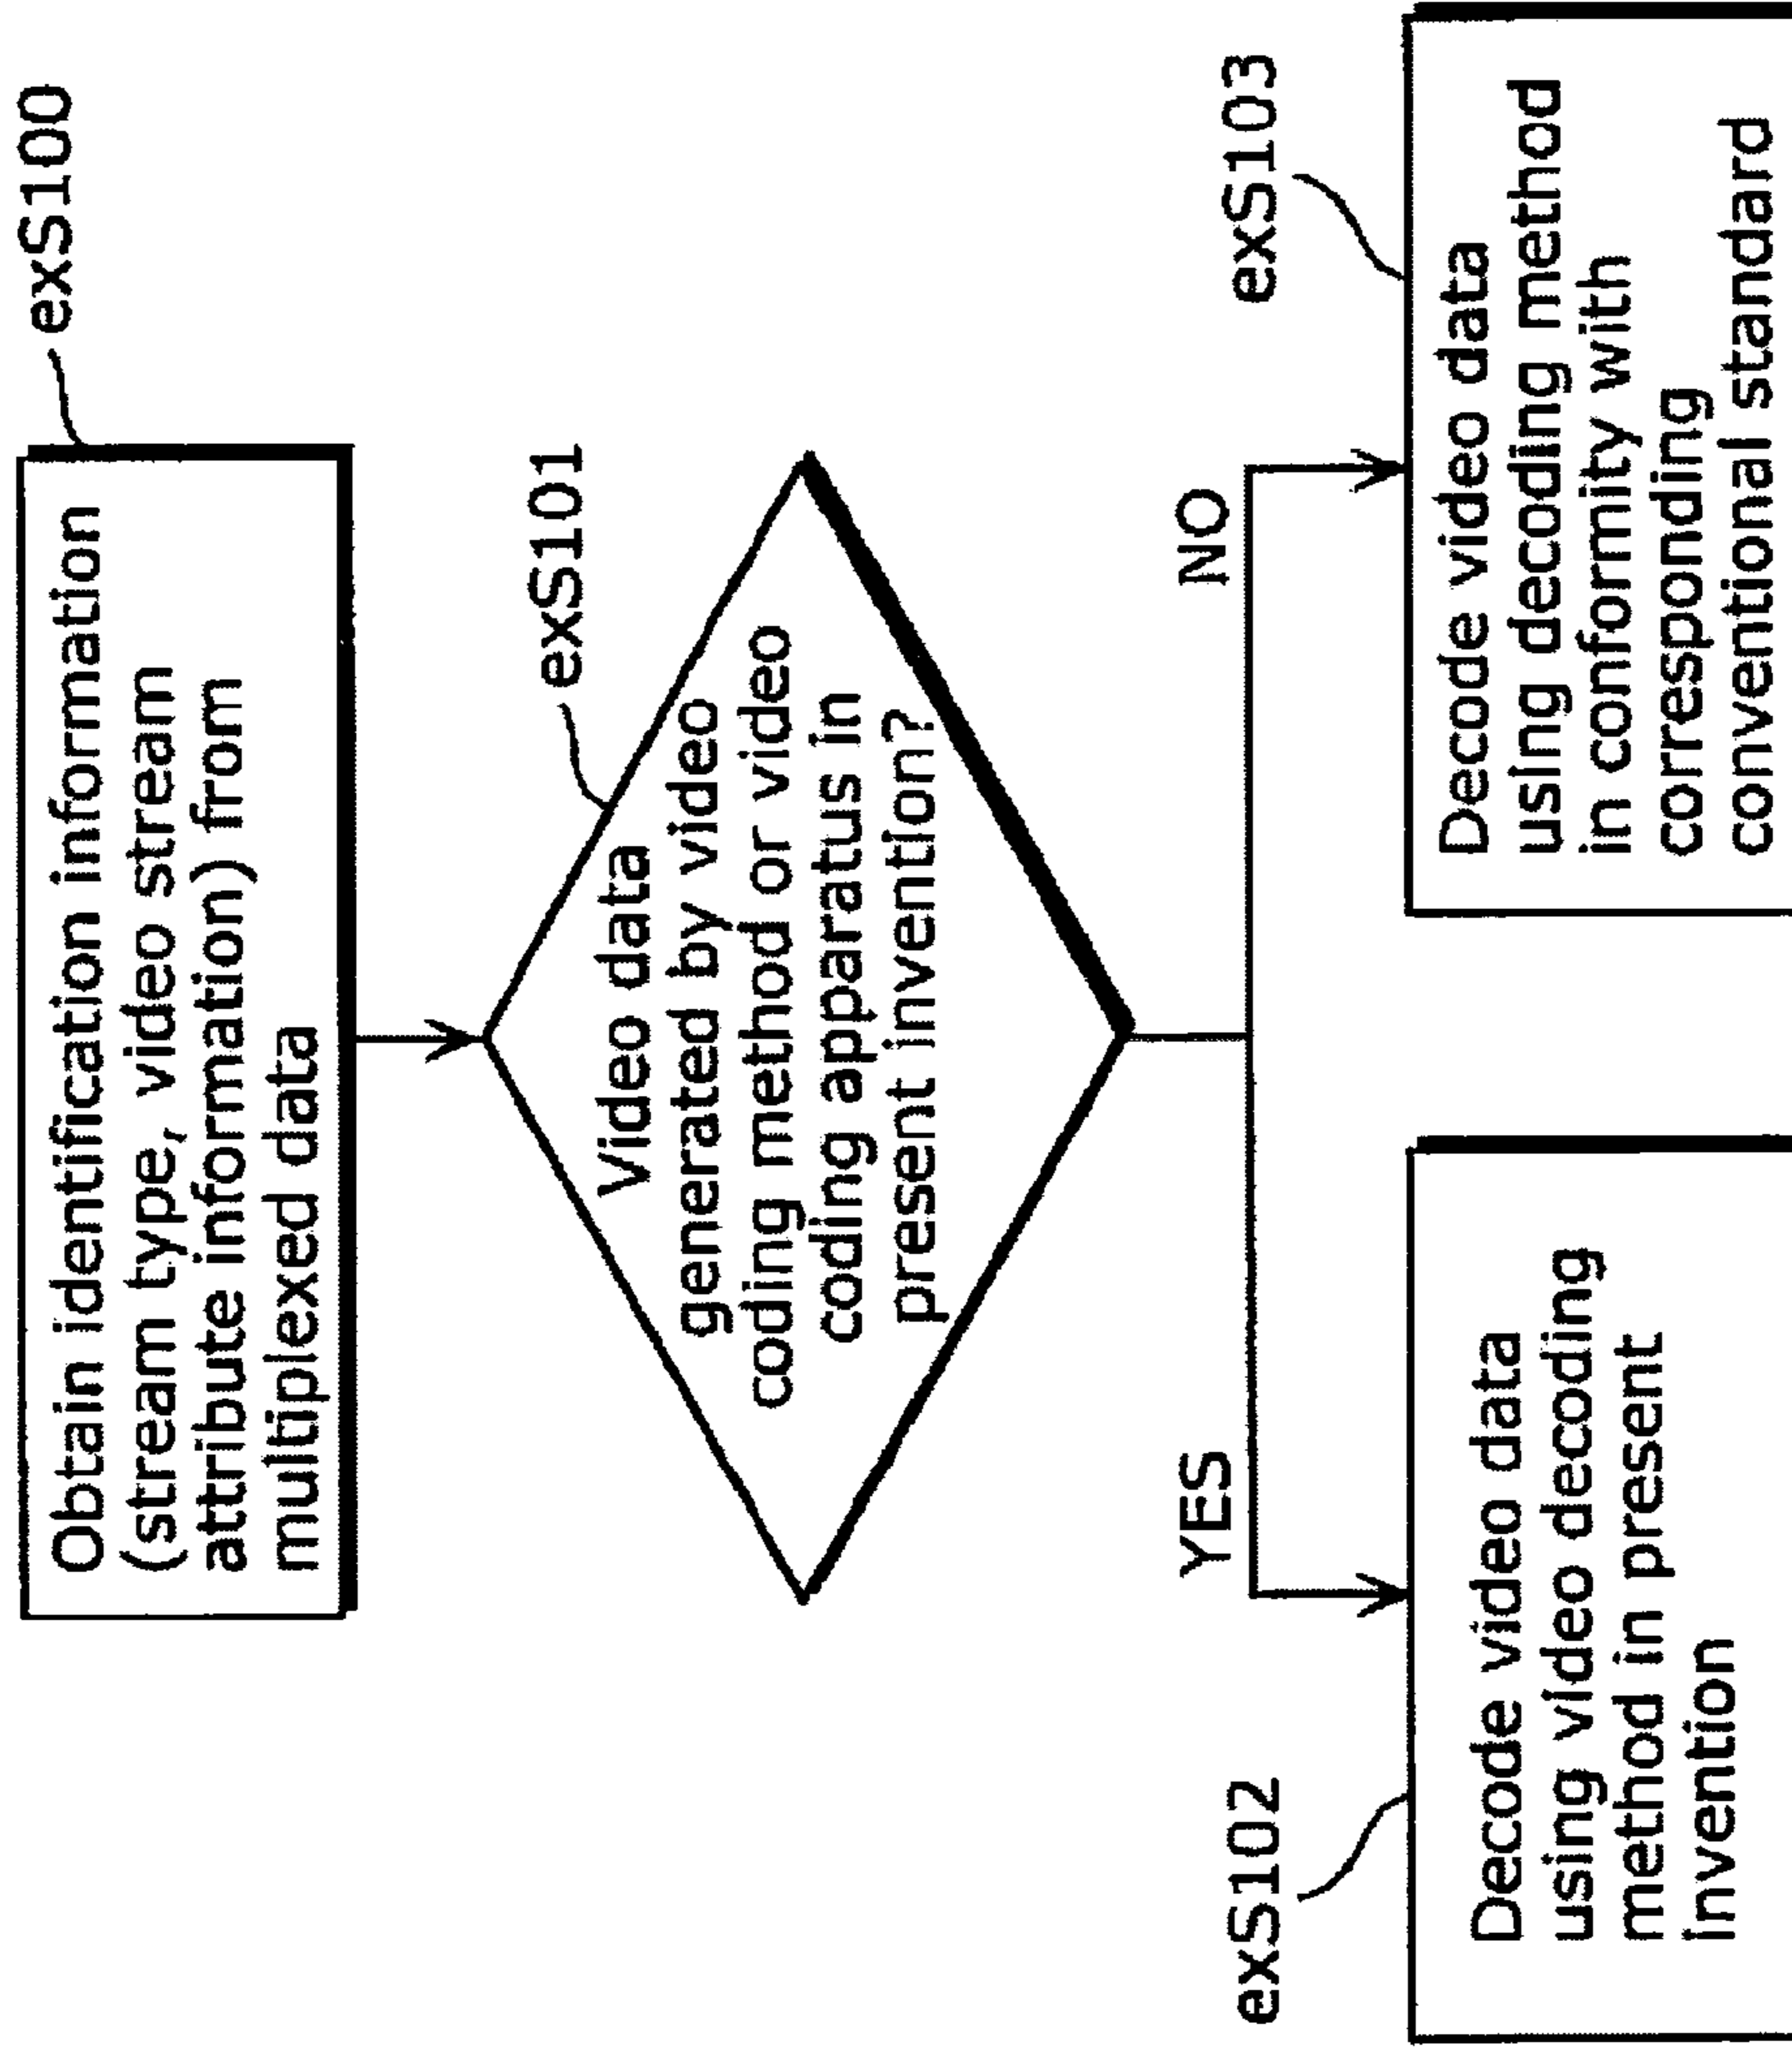 exS100
Obtain identification information
(stream type, video stream
attribute information) from
multiplexed data
exS101
Video data
generated by video
coding method or video
coding apparatus in
present invention?
YES
NO
exS102
Decode video data
using video decoding
method in present
invention
exS103
Decode video data
using decoding method
in conformity with
corresponding
conventional standard